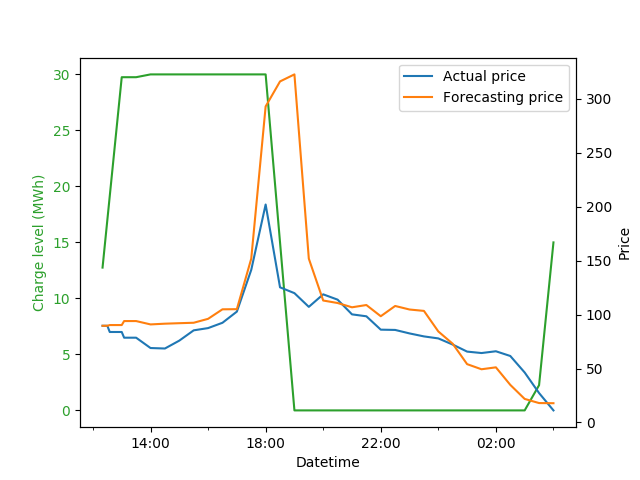 Actual price
Forecasting price
30
25
20
15
10
5
0
Charge level (MWh)
300
250
200
150
100
50
0
Price
14:00 18:00 22:00 02:00
Datetime